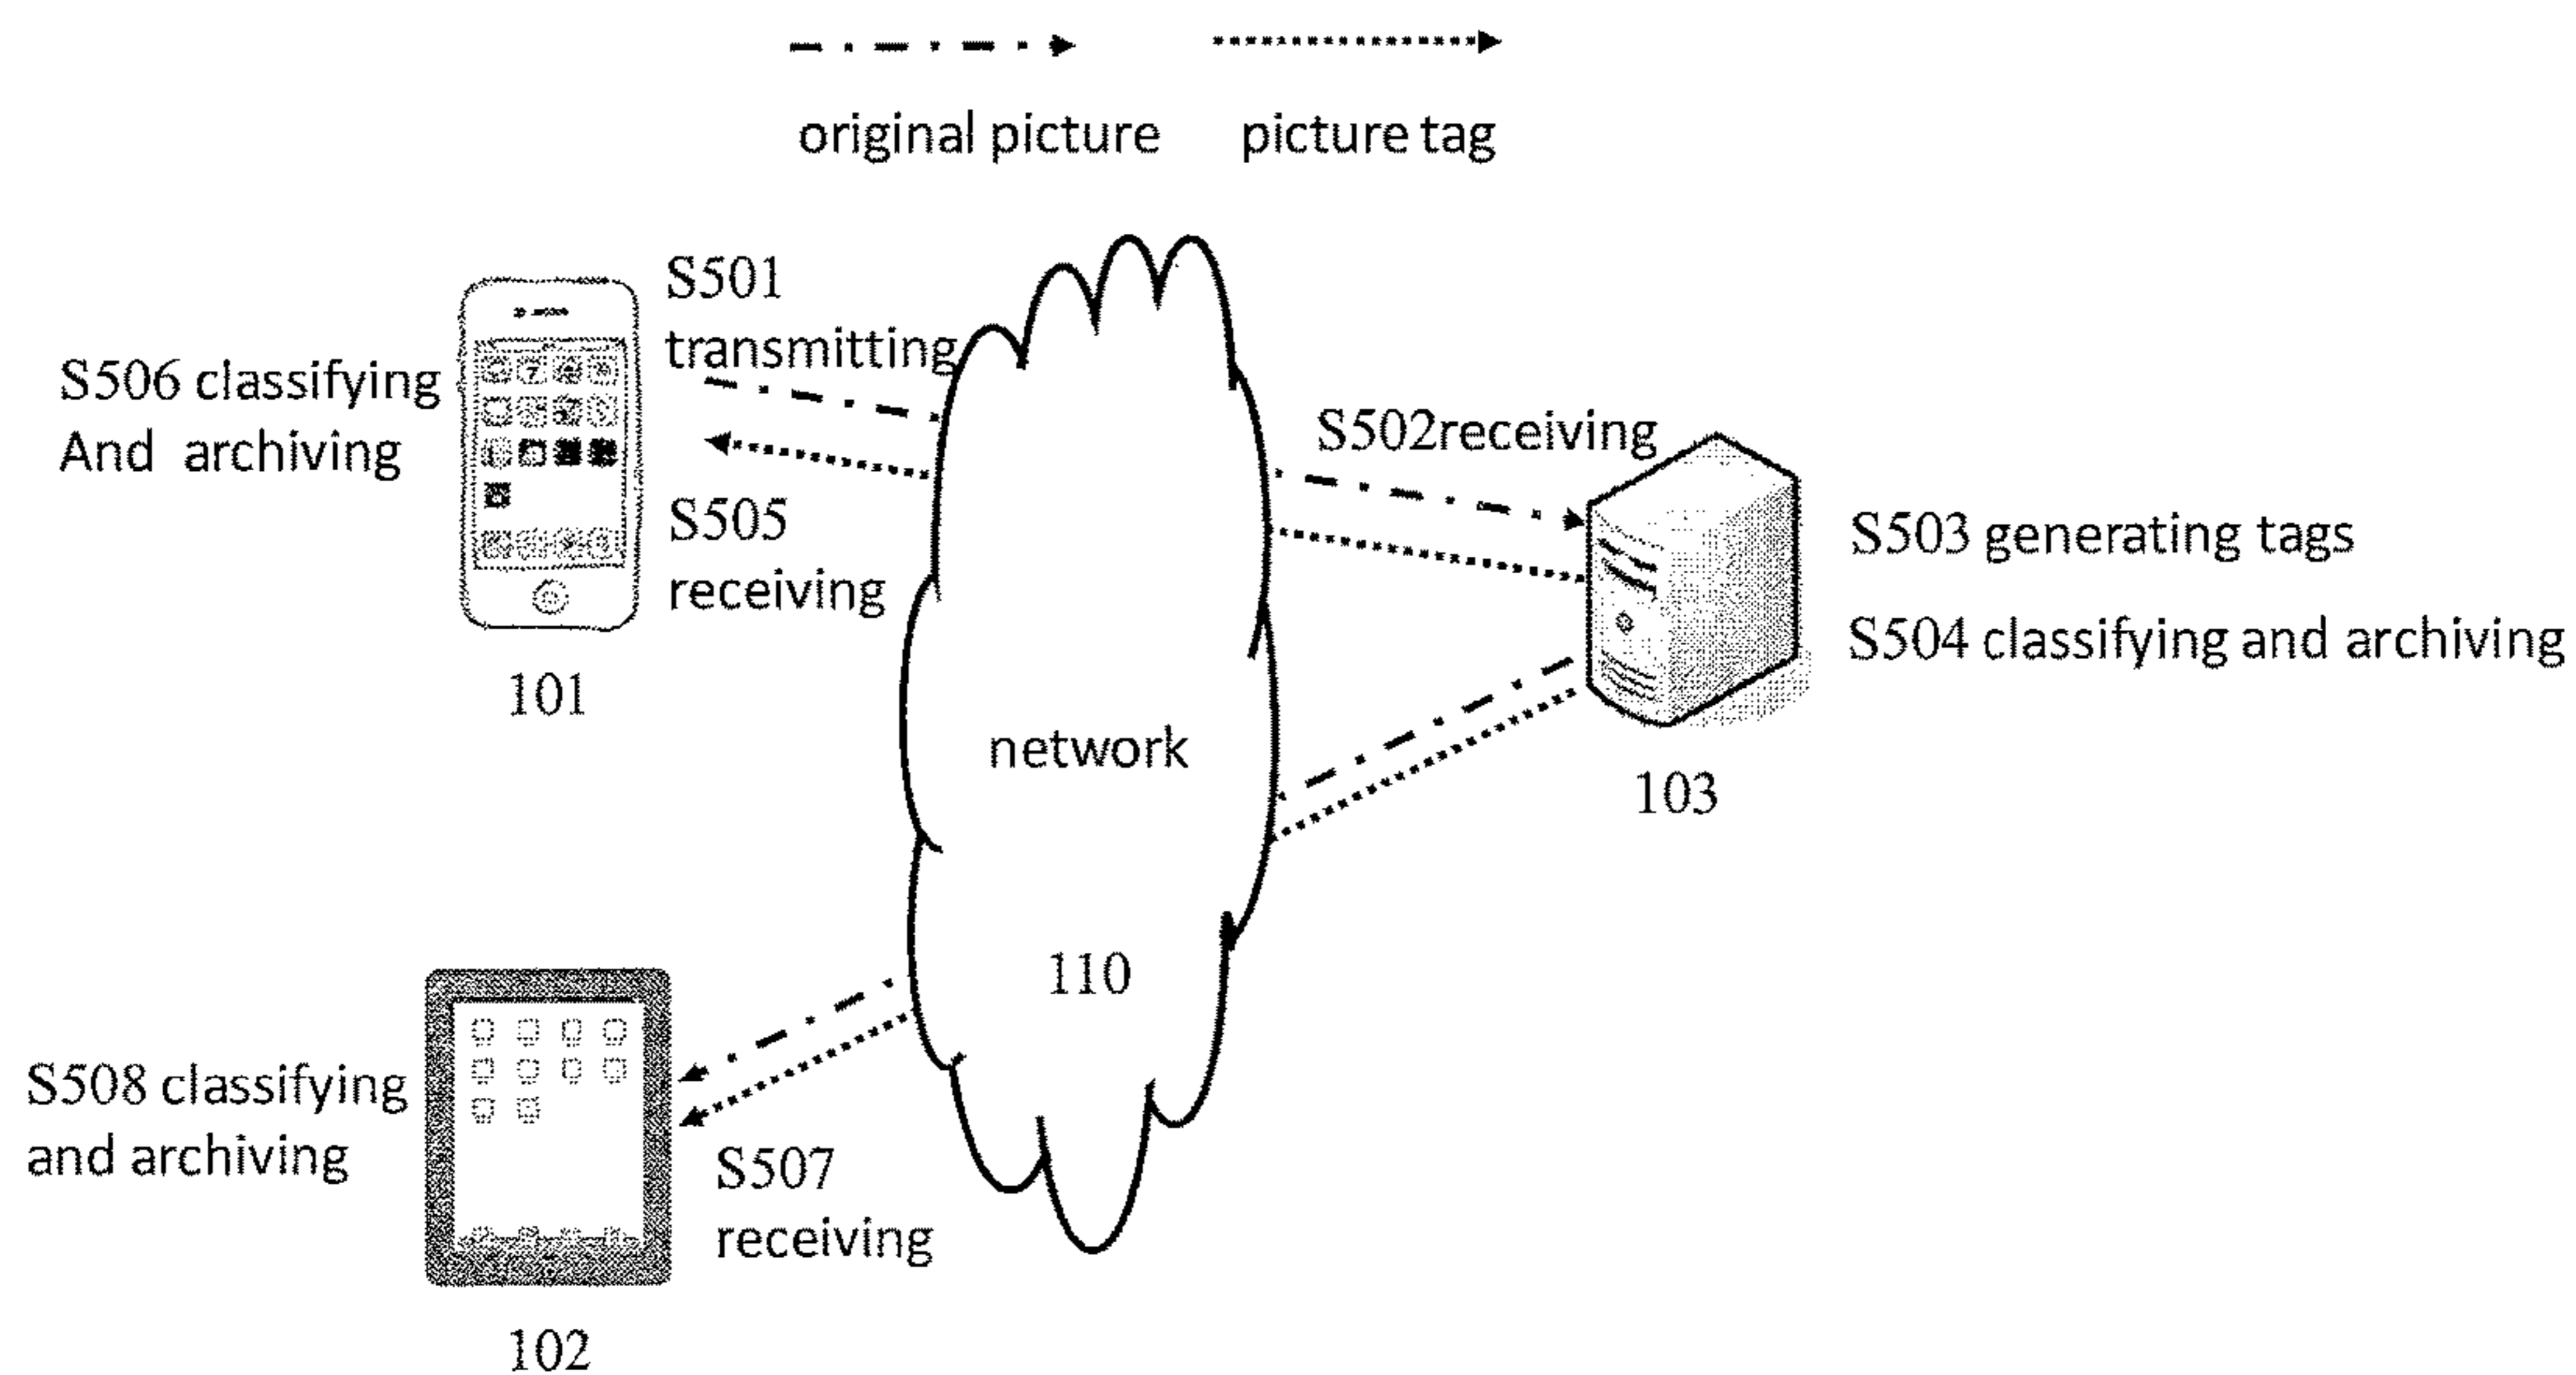 original picture
picture tag
S501
transmitting
S506 classifying
And archiving
S502receiving
S505
receiving
S503 generating tags
S504 classifying and archiving
101
network
103
110
S508 classifying
and archiving
S507
receiving
102